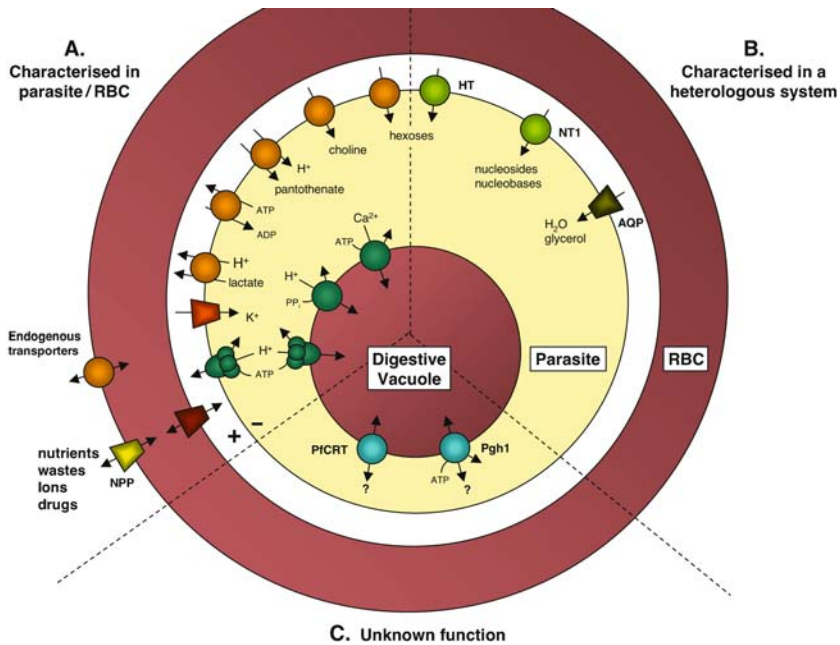 A.
Characterised in
parasite/RBC
B.
Characterised in a
heterologous system
HT
hexoses
choline
NT1
nucleosides
nucleobases
H⁺
pantothenate
ATP
ADP
AQP
H₂O
glycerol
Ca²⁺
ATP
H⁺
lactate
H⁺
PPᵢ
K⁺
Endogenous
transporters
H⁺
ATP
Digestive
Vacuole
Parasite
RBC
+ −
nutrients
wastes
Ions
drugs
NPP
PfCRT
?
Pgh1
ATP
?
C. Unknown function